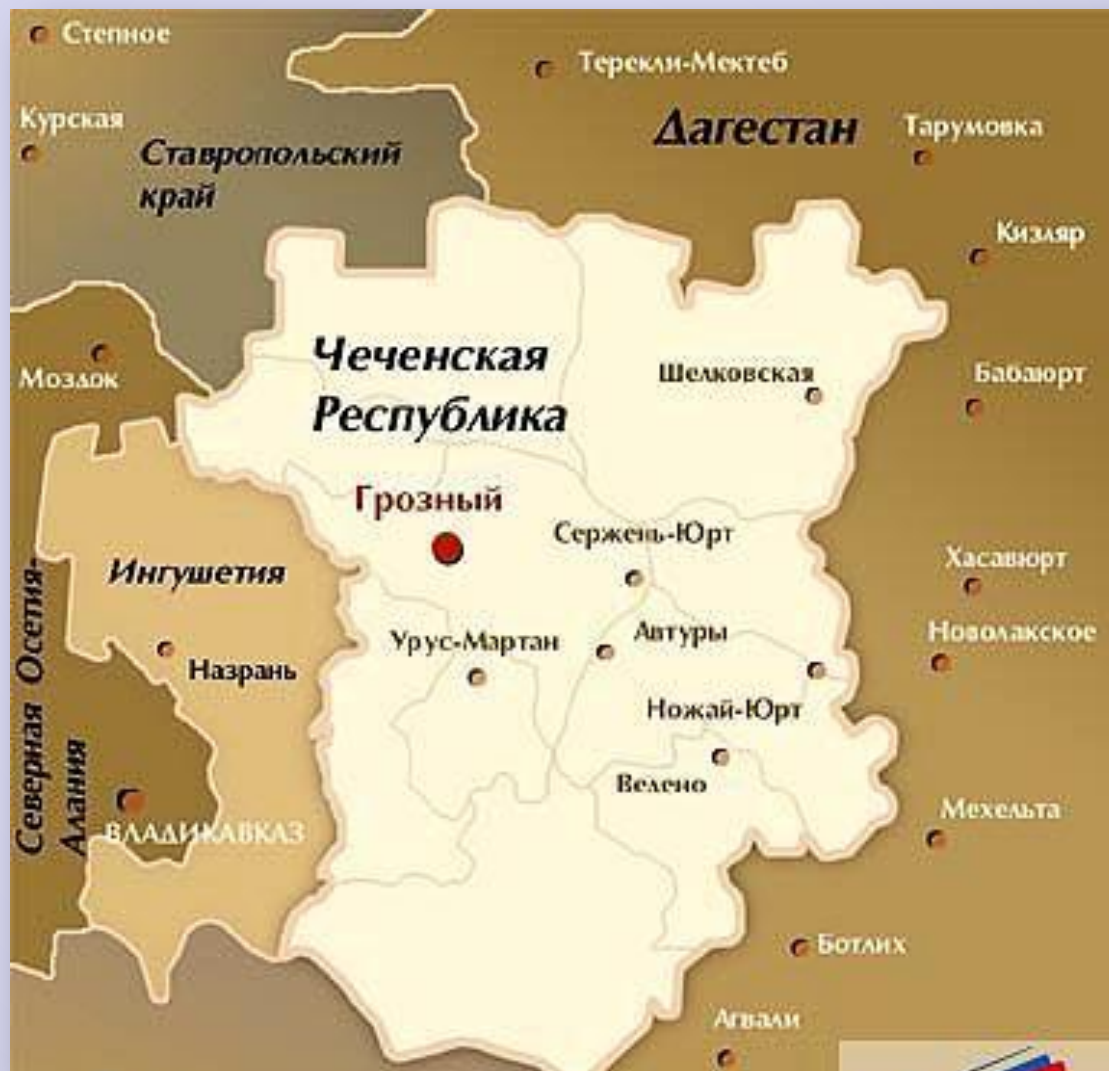 Степное
Терекли-Мектеб
Курская
Ставропольский
край
Дагестан
Тарумовка
Кизляр
Моздок
Чеченская
Республика
Шелковская
Бабаюрт
Грозный
Сержень-Юрт
Ингушетия
Хасавюрт
Урус-Мартан
Автуры
Новолакское
Назрань
Ножай-Юрт
Северная Осетия-
Алания
Велено
ВЛАДИКАВКАЗ
Мехельта
Ботлих
Агвали